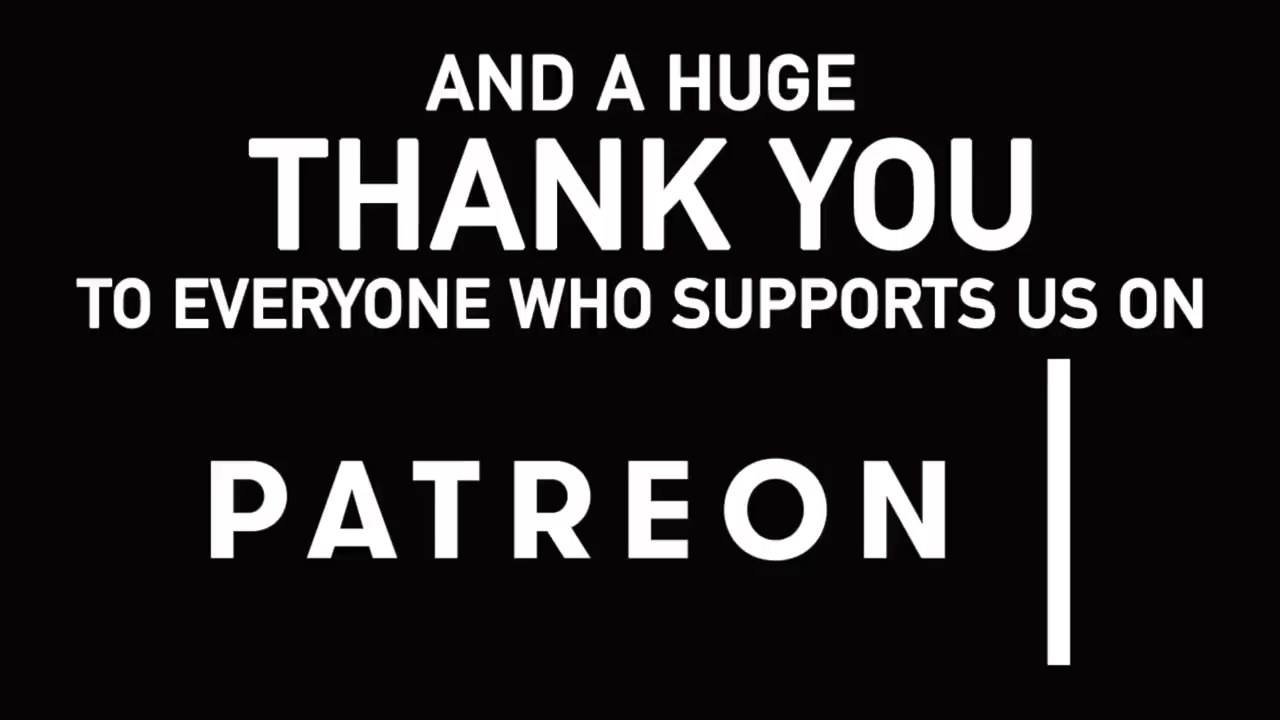 AND A HUGE
THANK YOU
TO EVERYONE WHO SUPPORTS US ON
PATREON